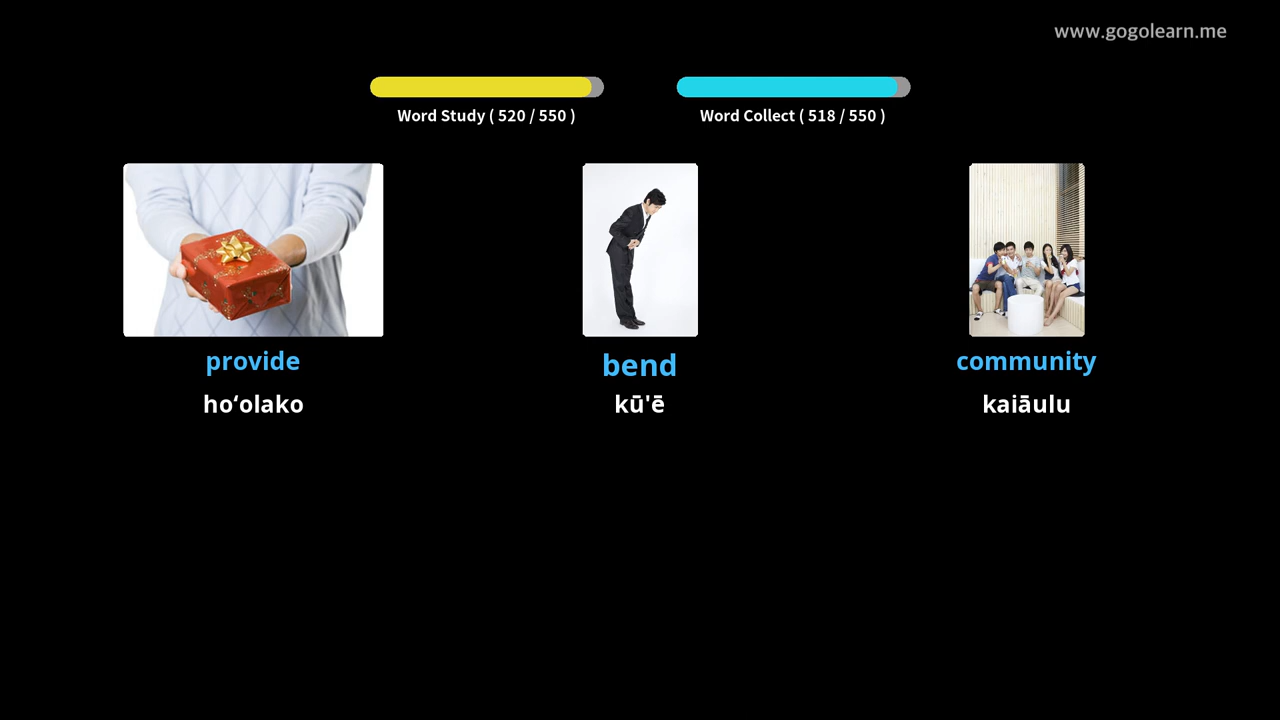 www.gogolearn.me
Word Study ( 520 / 550 )
Word Collect ( 518 / 550 )
provide
bend
community
hoʻolako
kū'ē
kaiāulu